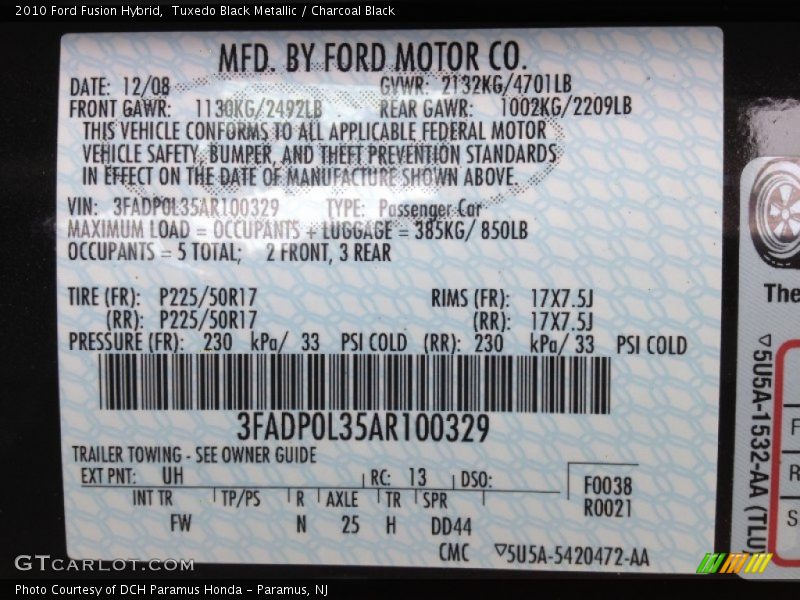 2010 Ford Fusion Hybrid, Tuxedo Black Metallic / Charcoal Black
MFD. BY FORD MOTOR CO.
DATE: 12/08 GVWR: 2132KG/4701LB
FRONT GAWR: 1130KG/2492LB REAR GAWR: 1002KG/2209LB
THIS VEHICLE CONFORMS TO ALL APPLICABLE FEDERAL MOTOR
VEHICLE SAFETY, BUMPER, AND THEFT PREVENTION STANDARDS
IN EFFECT ON THE DATE OF MANUFACTURE SHOWN ABOVE.
VIN: 3FADP0L35AR100329 TYPE: Passenger Car
MAXIMUM LOAD = OCCUPANTS + LUGGAGE = 385KG/ 850LB
OCCUPANTS = 5 TOTAL; 2 FRONT, 3 REAR
TIRE (FR): P225/50R17 RIMS (FR): 17X7.5J
(RR): P225/50R17 (RR): 17X7.5J
PRESSURE (FR): 230 kPa/ 33 PSI COLD (RR): 230 kPa/ 33 PSI COLD
3FADP0L35AR100329
TRAILER TOWING - SEE OWNER GUIDE
EXT PNT: UH RC: 13 DSO:
F0038
R0021
INT TR TP/PS R AXLE TR SPR
FW N 25 H DD44
CMC ▽5U5A-5420472-AA
The
▽5U5A-1532-AA (TLU
F
R
S
GTCARLOT.COM
Photo Courtesy of DCH Paramus Honda - Paramus, NJ